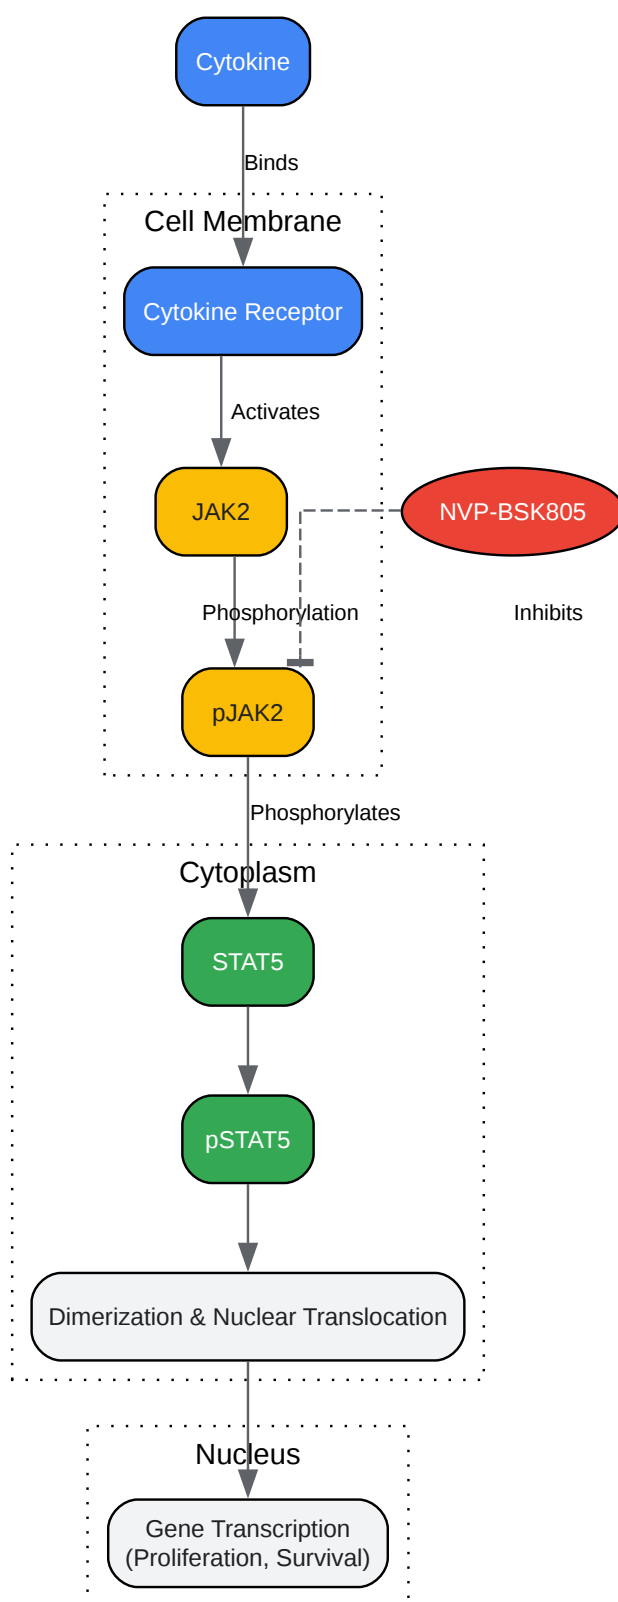 Cytokine
Binds
Cell Membrane
Cytokine Receptor
Activates
JAK2
NVP-BSK805
Phosphorylation
Inhibits
pJAK2
Phosphorylates
Cytoplasm
STAT5
pSTAT5
Dimerization & Nuclear Translocation
Nucleus
Gene Transcription
(Proliferation, Survival)